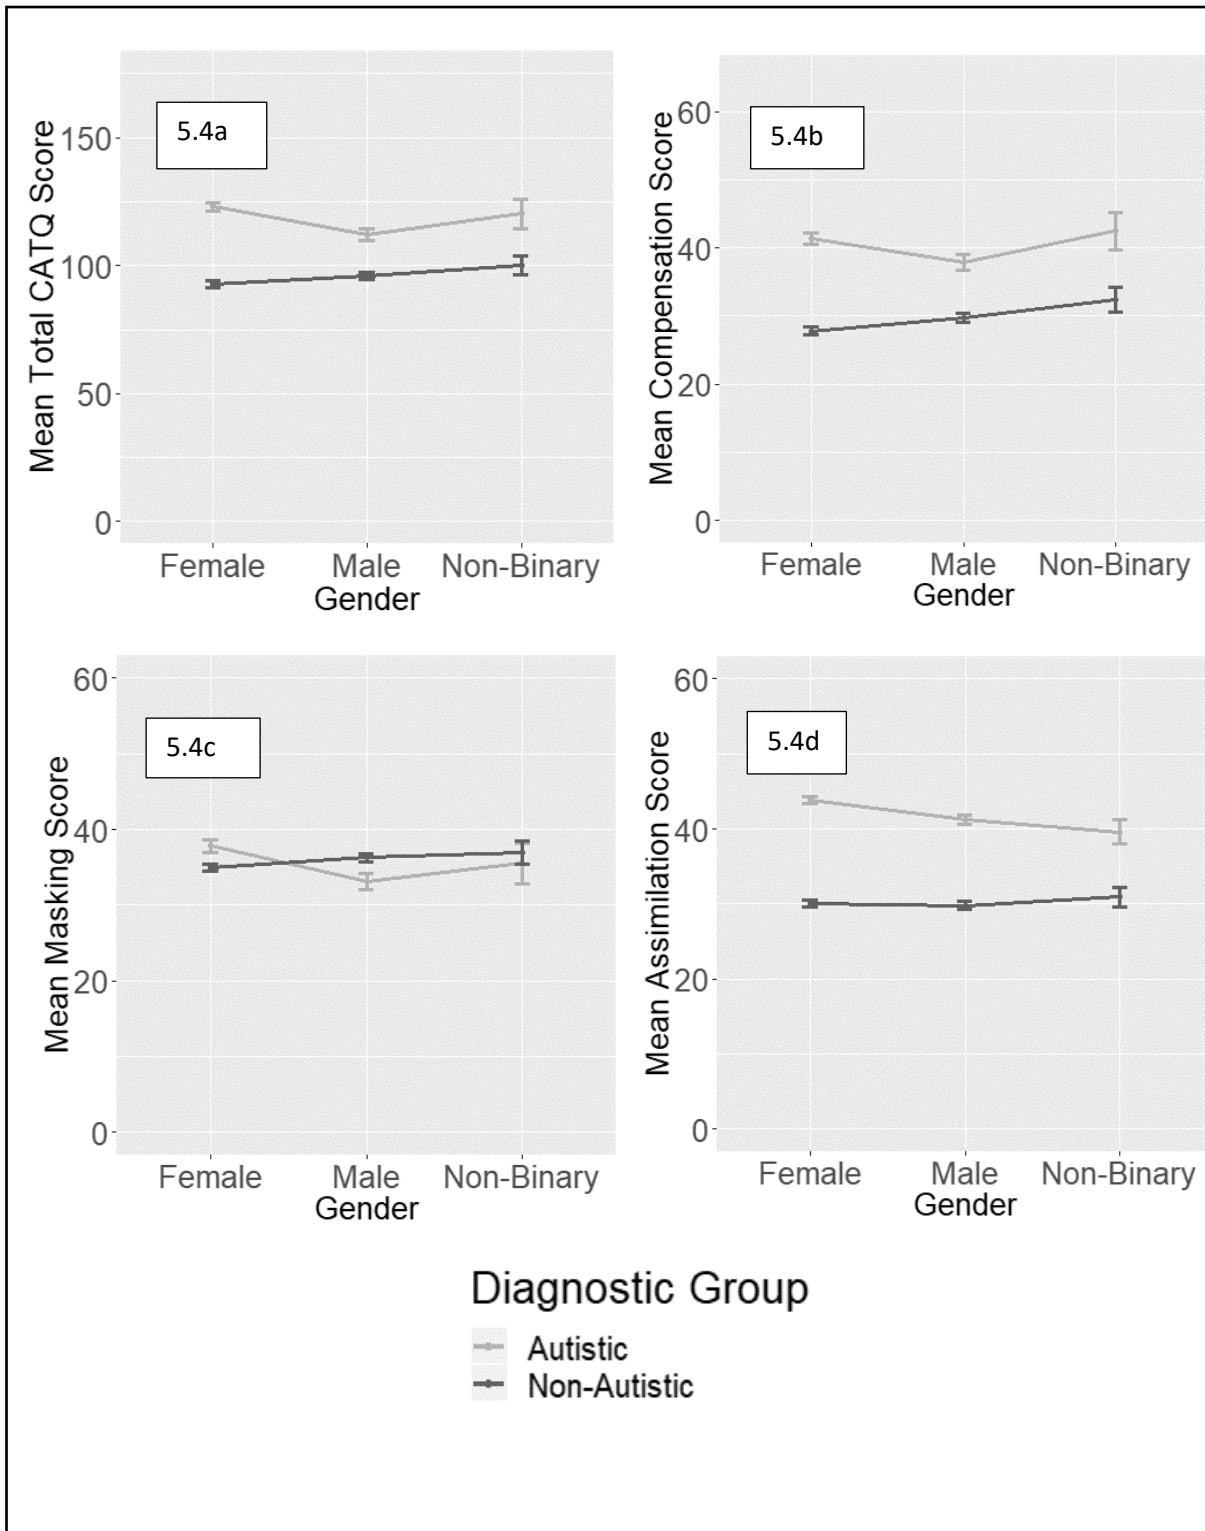 5.4a
Mean Total CATQ Score
150
100
50
0
Female Male Non-Binary
Gender
5.4b
Mean Compensation Score
60
40
20
0
Female Male Non-Binary
Gender
5.4c
Mean Masking Score
60
40
20
0
Female Male Non-Binary
Gender
5.4d
Mean Assimilation Score
60
40
20
0
Female Male Non-Binary
Gender
Diagnostic Group
Autistic
Non-Autistic